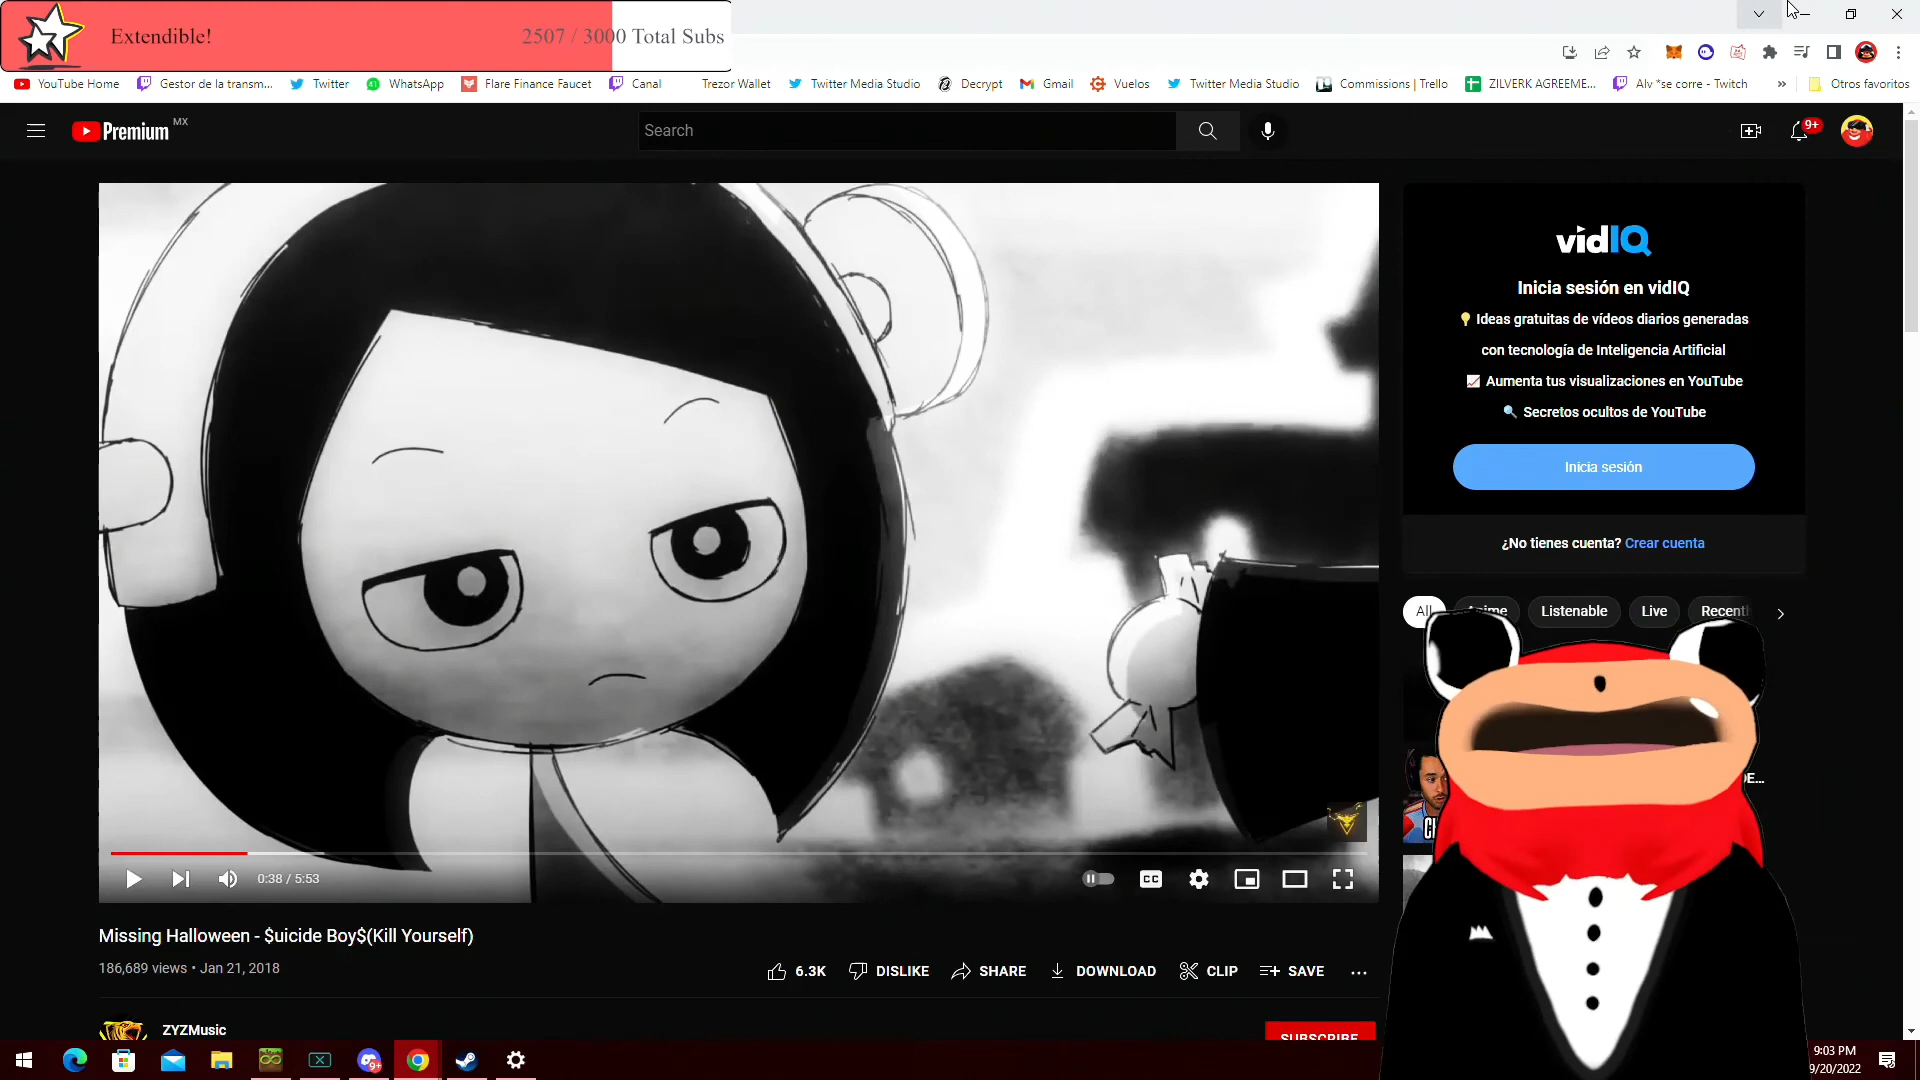 Extendible!
2507 / 3000 Total Subs
YouTube Home
Gestor de la transm...
Twitter
WhatsApp
Flare Finance Faucet
Canal
Trezor Wallet
Twitter Media Studio
Decrypt
Gmail
Vuelos
Twitter Media Studio
Commissions | Trello
ZILVERK AGREEME...
Alv *se corre - Twitch
»
Otros favoritos
Premium MX
Search
9+
vidIQ
Inicia sesión en vidIQ
Ideas gratuitas de vídeos diarios generadas
con tecnología de Inteligencia Artificial
Aumenta tus visualizaciones en YouTube
Secretos ocultos de YouTube
Inicia sesión
¿No tienes cuenta? Crear cuenta
All
Anime
Listenable
Live
0:38 / 5:53
CC
Missing Halloween - $uicide Boy$(Kill Yourself)
186,689 views • Jan 21, 2018
6.3K
DISLIKE
SHARE
DOWNLOAD
CLIP
SAVE
ZYZMusic
SUBSCRIBE
9+
9:03 PM
9/20/2022